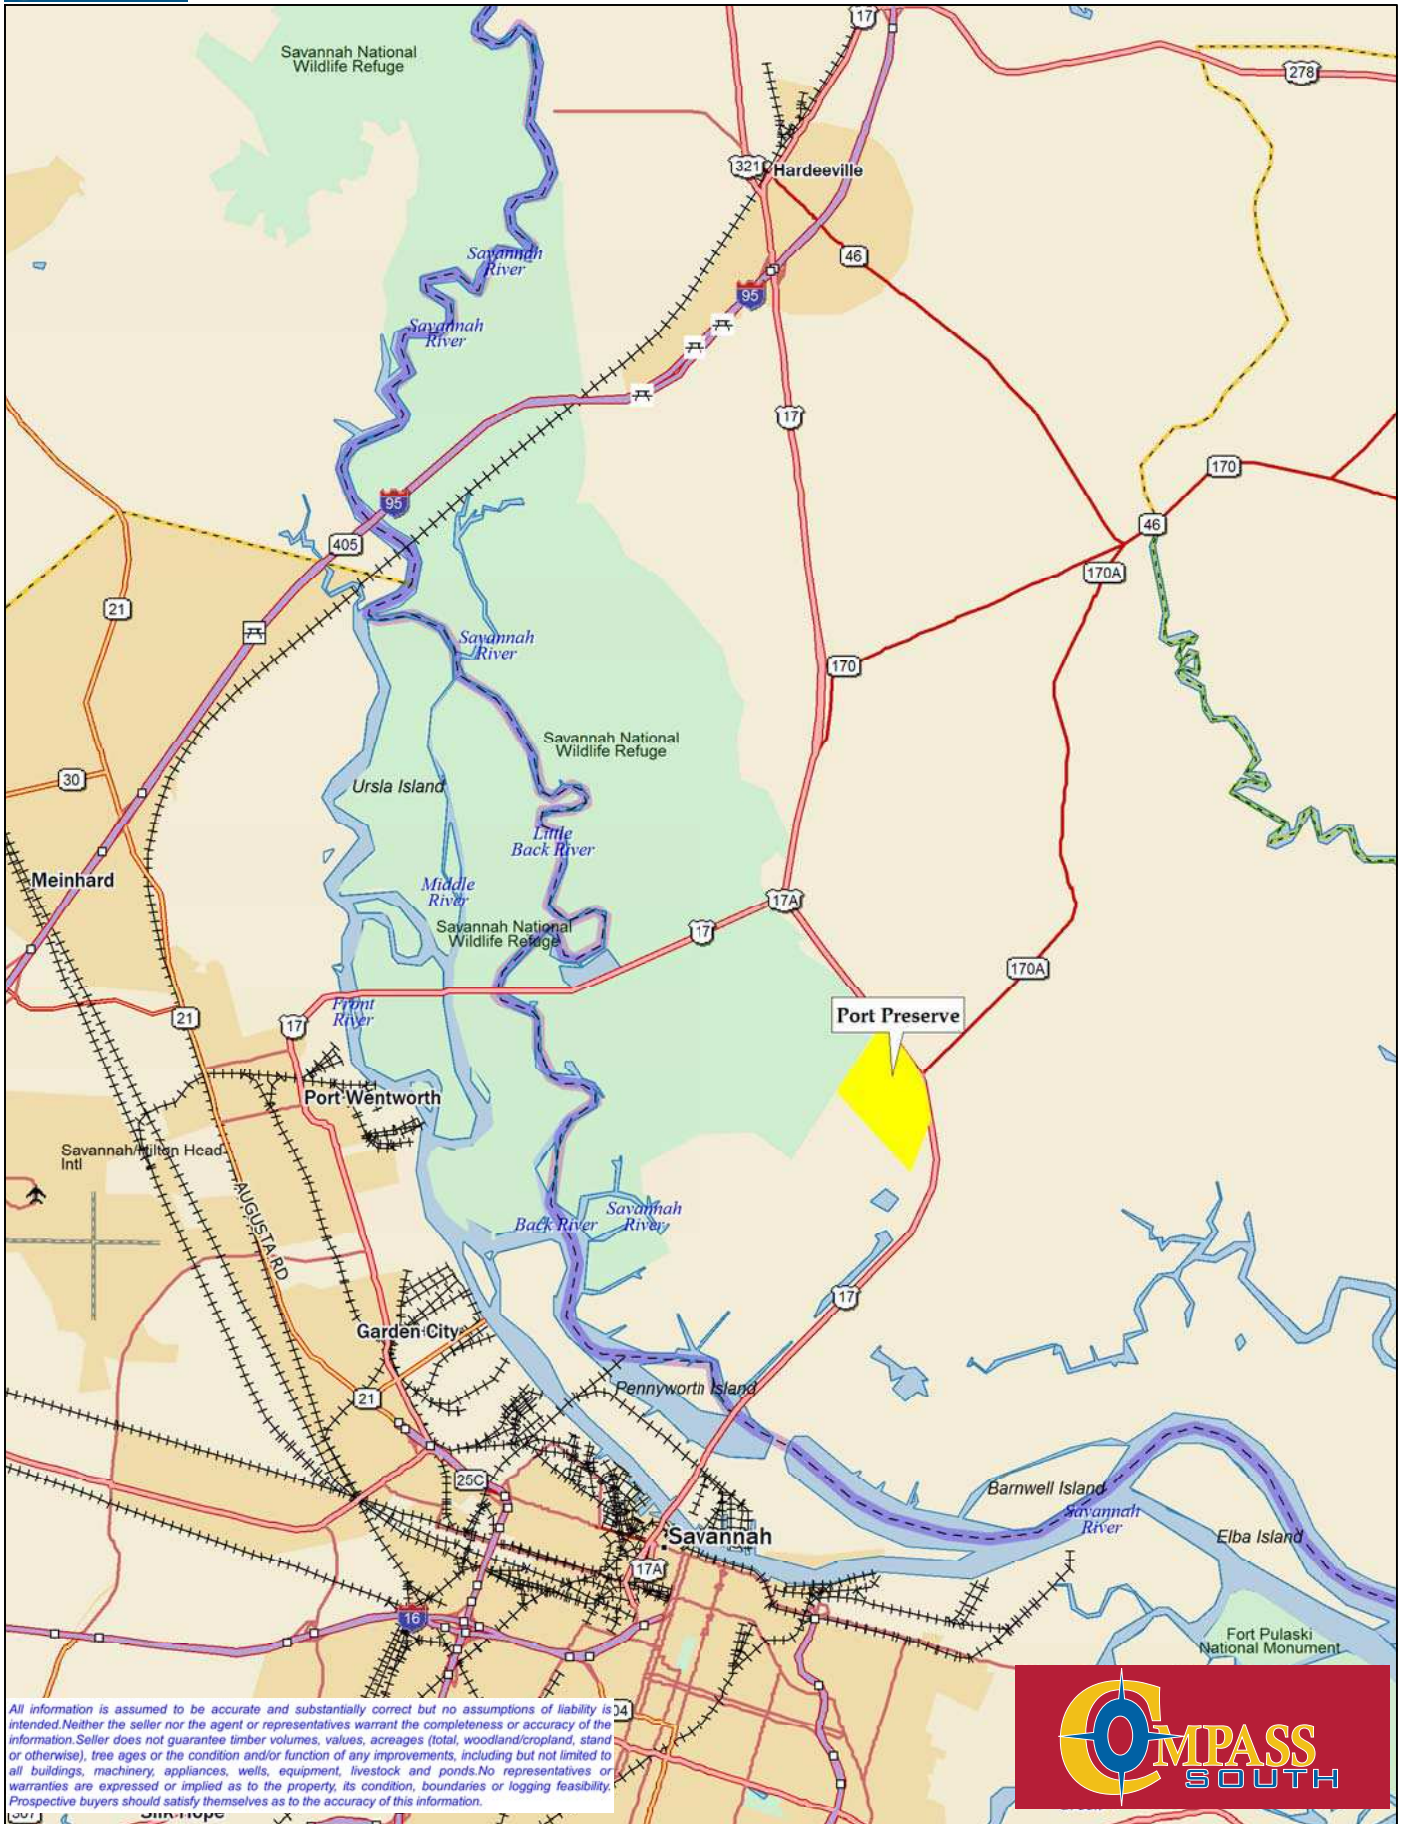 Savannah National
Wildlife Refuge
17
278
321
Hardeeville
46
Savannah
River
95
Savannah
River
17
170
95
46
405
170A
21
Savannah
River
170
Savannah National
Wildlife Refuge
30
Ursla Island
Little
Back River
Meinhard
Middle
River
17A
Savannah National
Wildlife Refuge
17
170A
Front
River
21
17
Port Preserve
Port Wentworth
Savannah/Hilton Head
Intl
AUGUSTA RD
Back River
Savannah
River
17
Garden City
Pennyworth Island
21
25C
Barnwell Island
Savannah
River
Savannah
Elba Island
17A
16
Fort Pulaski
National Monument
04
All information is assumed to be accurate and substantially correct but no assumptions of liability is
intended.Neither the seller nor the agent or representatives warrant the completeness or accuracy of the
information.Seller does not guarantee timber volumes, values, acreages (total, woodland/cropland, stand
or otherwise), tree ages or the condition and/or function of any improvements, including but not limited to
all buildings, machinery, appliances, wells, equipment, livestock and ponds.No representatives or
warranties are expressed or implied as to the property, its condition, boundaries or logging feasibility.
Prospective buyers should satisfy themselves as to the accuracy of this information.
COMPASS
SOUTH
307
Silk Hope